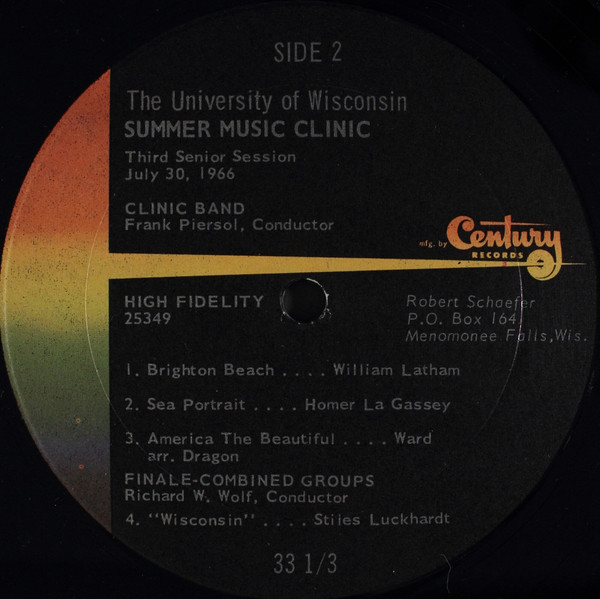 SIDE 2
The University of Wisconsin
SUMMER MUSIC CLINIC
Third Senior Session
July 30, 1966
CLINIC BAND
Frank Piersol, Conductor
mfg. by Century
RECORDS
HIGH FIDELITY
25349
Robert Schaefer
P.O. Box 164
Menomonee Falls,Wis.
1. Brighton Beach . . . . William Latham
2. Sea Portrait . . . . Homer La Gassey
3. America The Beautiful . . . . Ward
arr. Dragon
FINALE-COMBINED GROUPS
Richard W. Wolf, Conductor
4. "Wisconsin" . . . . Stiles Luckhardt
33 1/3